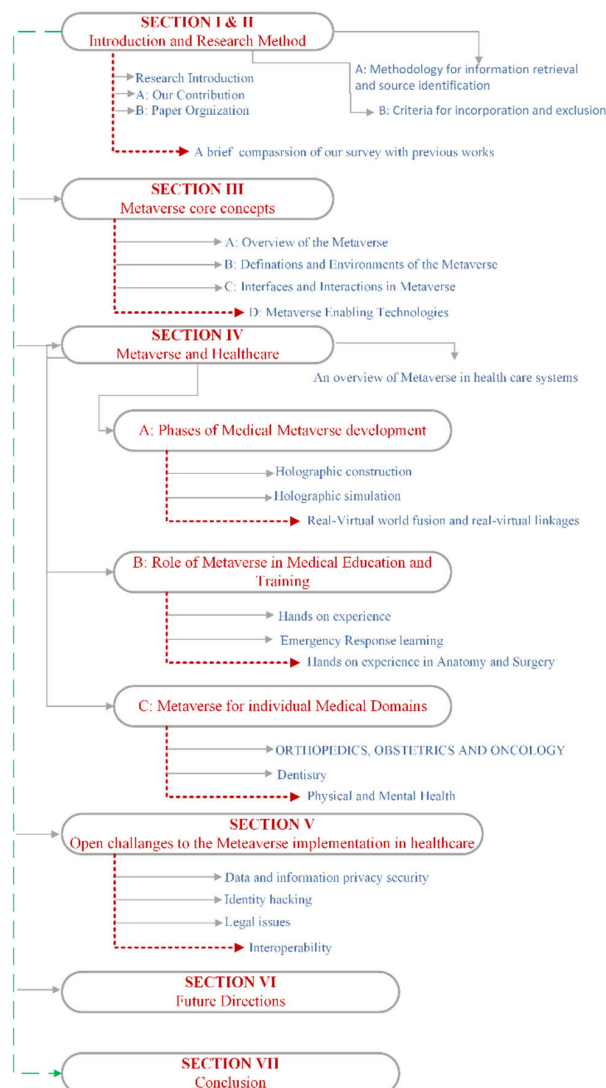 SECTION I & II
Introduction and Research Method
Research Introduction
A: Our Contribution
B: Paper Orgnization
A: Methodology for information retrieval
and source identification
B: Criteria for incorporation and exclusion
A brief compasrsion of our survey with previous works
SECTION III
Metaverse core concepts
A: Overview of the Metaverse
B: Definations and Environments of the Metaverse
C: Interfaces and Interactions in Metaverse
D: Metaverse Enabling Technologies
SECTION IV
Metaverse and Healthcare
An overview of Metaverse in health care systems
A: Phases of Medical Metaverse development
Holographic construction
Holographic simulation
Real-Virtual world fusion and real-virtual linkages
B: Role of Metaverse in Medical Education and
Training
Hands on experience
Emergency Response learning
Hands on experience in Anatomy and Surgery
C: Metaverse for individual Medical Domains
ORTHOPEDICS, OBSTETRICS AND ONCOLOGY
Dentistry
Physical and Mental Health
SECTION V
Open challanges to the Meteaverse implementation in healthcare
Data and information privacy security
Identity hacking
Legal issues
Interoperability
SECTION VI
Future Directions
SECTION VII
Conclusion